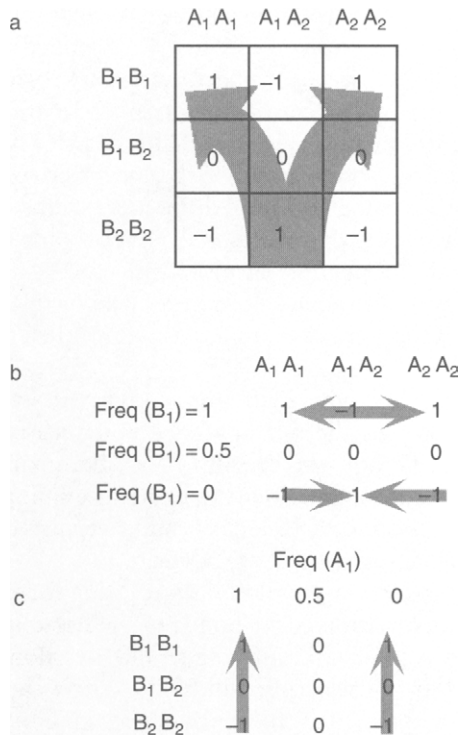 a
A₁ A₁ A₁ A₂ A₂ A₂
B₁ B₁ 1 −1 1
B₁ B₂ 0 0 0
B₂ B₂ −1 1 −1
b
A₁ A₁ A₁ A₂ A₂ A₂
Freq (B₁) = 1 1 −1 1
Freq (B₁) = 0.5 0 0 0
Freq (B₁) = 0 −1 1 −1
Freq (A₁)
c
1 0.5 0
B₁ B₁ 1 0 1
B₁ B₂ 0 0 0
B₂ B₂ −1 0 −1